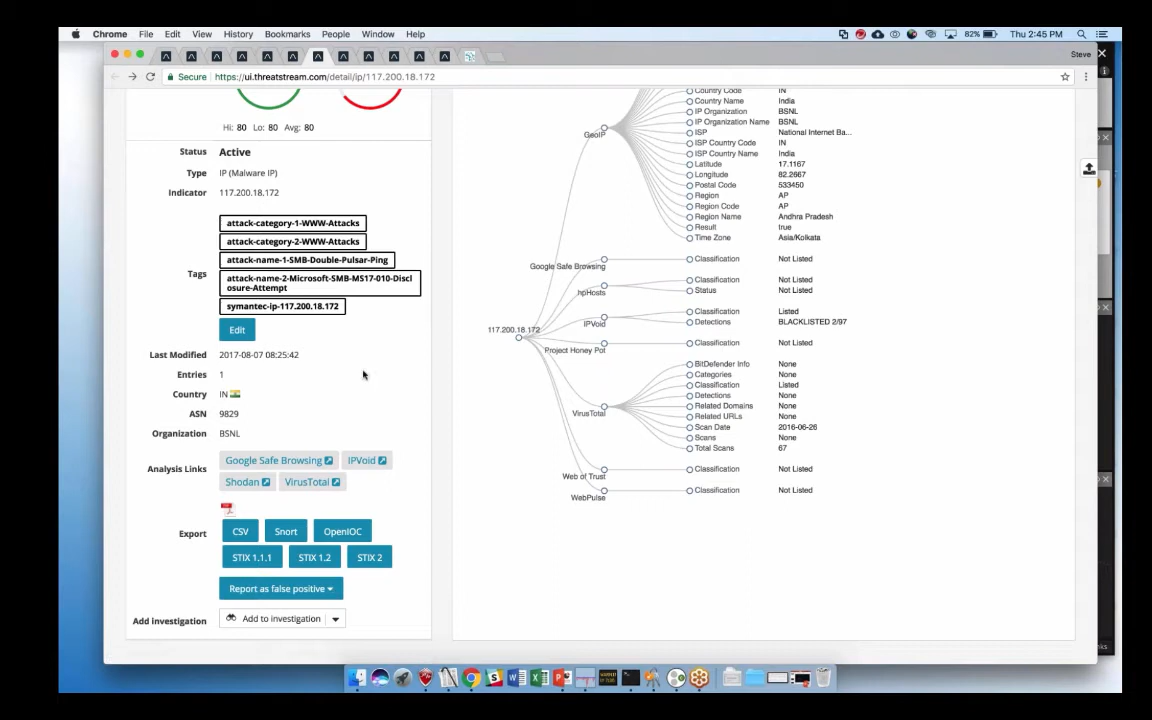 Chrome File Edit View History Bookmarks People Window Help 82% Thu 2:45 PM
Steve
Secure https://ui.threatstream.com/detail/ip/117.200.18.172
Hi: 80 Lo: 80 Avg: 80
Status Active
Type IP (Malware IP)
Indicator 117.200.18.172
Tags
attack-category-1-WWW-Attacks
attack-category-2-WWW-Attacks
attack-name-1-SMB-Double-Pulsar-Ping
attack-name-2-Microsoft-SMB-MS17-010-Discl
osure-Attempt
symantec-ip-117.200.18.172
Edit
Last Modified 2017-08-07 08:25:42
Entries 1
Country IN
ASN 9829
Organization BSNL
Analysis Links
Google Safe Browsing IPVoid
Shodan VirusTotal
Export
CSV Snort OpenIOC
STIX 1.1.1 STIX 1.2 STIX 2
Report as false positive
Add investigation Add to investigation
117.200.18.172
GeoIP
Country Code IN
Country Name India
IP Organization BSNL
IP Organization Name BSNL
ISP National Internet Ba...
ISP Country Code IN
ISP Country Name India
Latitude 17.1167
Longitude 82.2667
Postal Code 533450
Region AP
Region Code AP
Region Name Andhra Pradesh
Result true
Time Zone Asia/Kolkata
Google Safe Browsing
Classification Not Listed
hpHosts
Classification Not Listed
Status Not Listed
IPVoid
Classification Listed
Detections BLACKLISTED 2/97
Project Honey Pot
Classification Not Listed
VirusTotal
BitDefender Info None
Categories None
Classification Listed
Detections None
Related Domains None
Related URLs None
Scan Date 2016-06-26
Scans None
Total Scans 67
Web of Trust
Classification Not Listed
WebPulse
Classification Not Listed